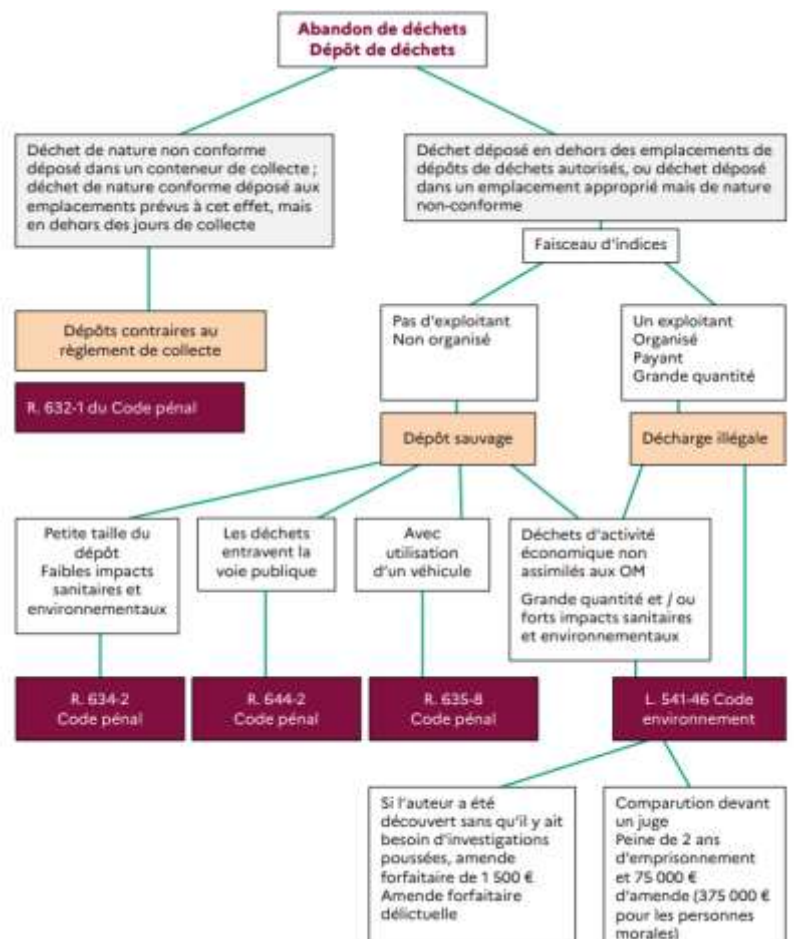 Abandon de déchets
Dépôt de déchets
Déchet de nature non conforme
déposé dans un conteneur de collecte ;
déchet de nature conforme déposé aux
emplacements prévus à cet effet, mais
en dehors des jours de collecte
Déchet déposé en dehors des emplacements de
dépôts de déchets autorisés, ou déchet déposé
dans un emplacement approprié mais de nature
non-conforme
Faisceau d'indices
Dépôts contraires au
règlement de collecte
R. 632-1 du Code pénal
Pas d'exploitant
Non organisé
Un exploitant
Organisé
Payant
Grande quantité
Dépôt sauvage
Décharge illégale
Petite taille du
dépôt
Faibles impacts
sanitaires et
environnementaux
Les déchets
entravent la
voie publique
Avec
utilisation
d'un véhicule
Déchets d'activité
économique non
assimilés aux OM
Grande quantité et / ou
forts impacts sanitaires
et environnementaux
R. 634-2
Code pénal
R. 644-2
Code pénal
R. 635-8
Code pénal
L. 541-46 Code
environnement
Si l'auteur a été
découvert sans qu'il y ait
besoin d'investigations
poussées, amende
forfaitaire de 1 500 €
Amende forfaitaire
délictuelle
Comparution devant
un juge
Peine de 2 ans
d'emprisonnement
et 75 000 €
d'amende (375 000 €
pour les personnes
morales)